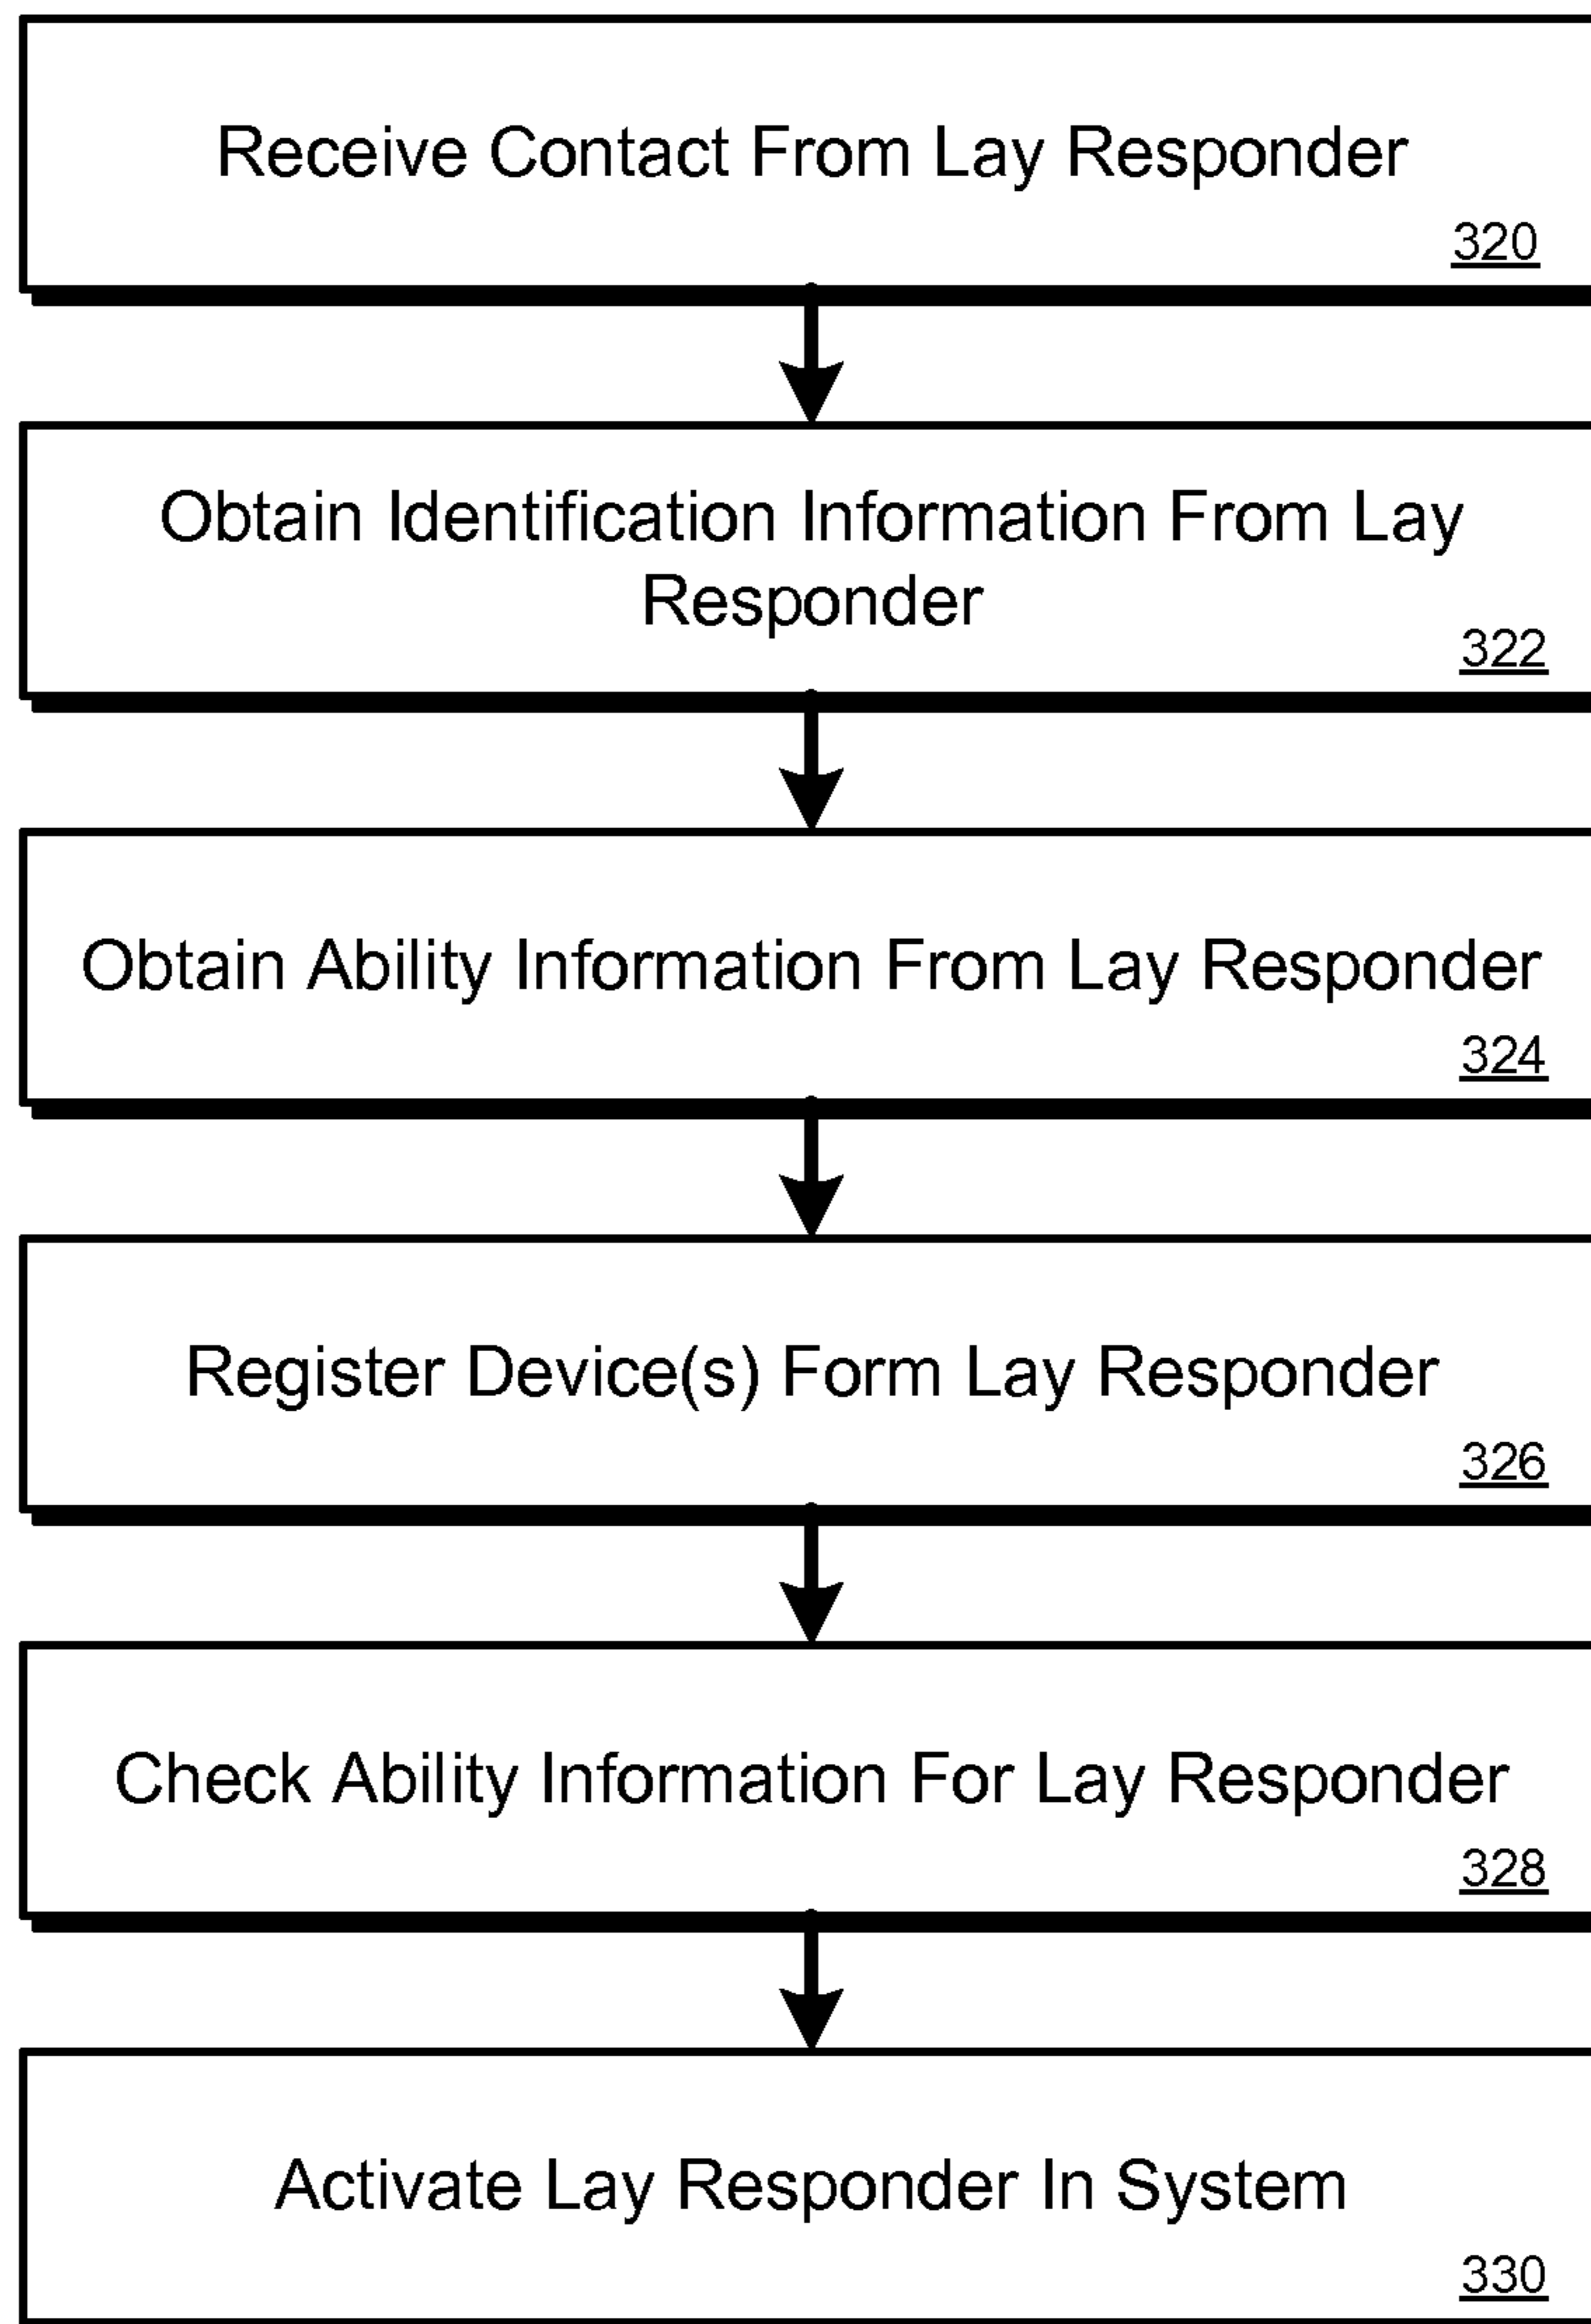 Receive Contact From Lay Responder
320
Obtain Identification Information From Lay
Responder
322
Obtain Ability Information From Lay Responder
324
Register Device(s) Form Lay Responder
326
Check Ability Information For Lay Responder
328
Activate Lay Responder In System
330